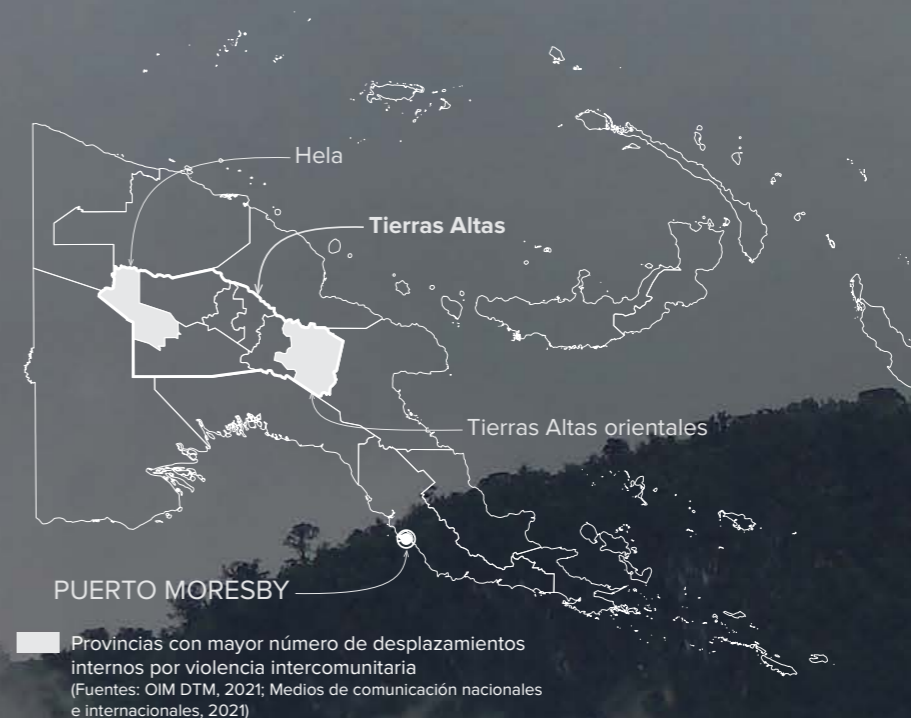 Hela
Tierras Altas
Tierras Altas orientales
PUERTO MORESBY
Provincias con mayor número de desplazamientos
internos por violencia intercomunitaria
(Fuentes: OIM DTM, 2021; Medios de comunicación nacionales
e internacionales, 2021)